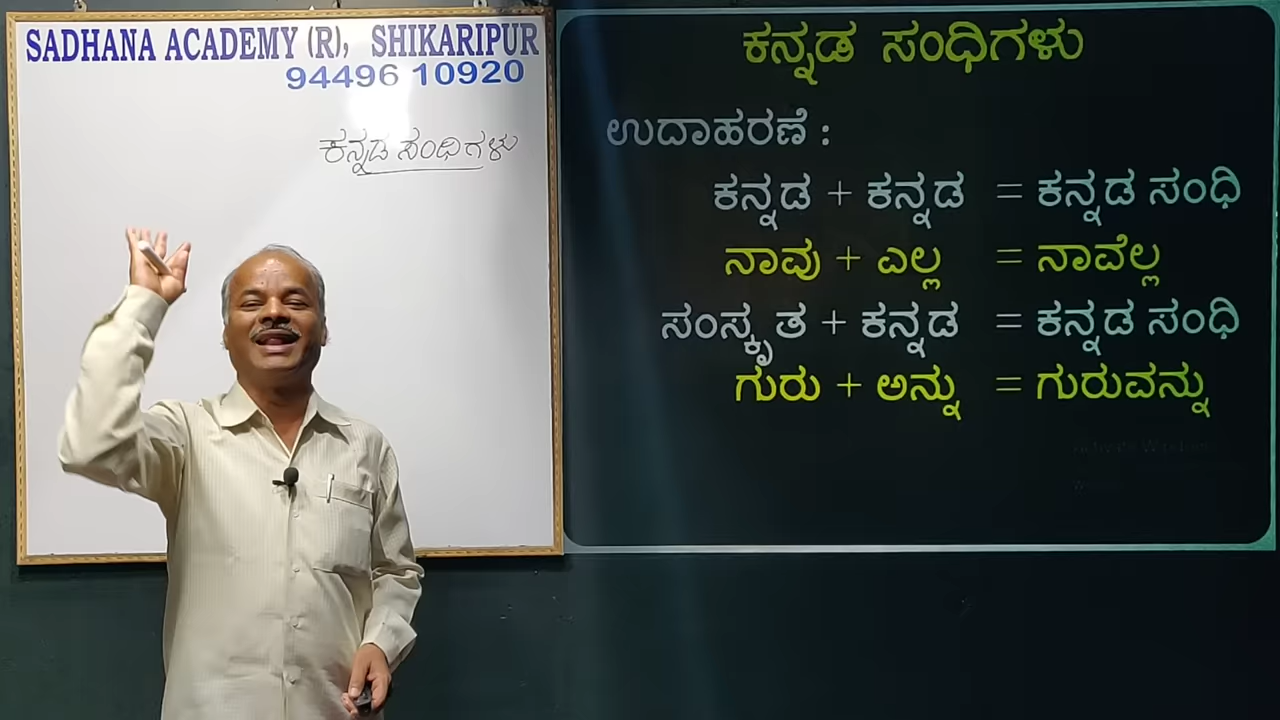 SADHANA ACADEMY (R), SHIKARIPUR
94496 10920
ಕನ್ನಡ ಸಂಧಿಗಳು
ಕನ್ನಡ ಸಂಧಿಗಳು
ಉದಾಹರಣೆ :
ಕನ್ನಡ + ಕನ್ನಡ = ಕನ್ನಡ ಸಂಧಿ
ನಾವು + ಎಲ್ಲ = ನಾವೆಲ್ಲ
ಸಂಸ್ಕೃತ + ಕನ್ನಡ = ಕನ್ನಡ ಸಂಧಿ
ಗುರು + ಅನ್ನು = ಗುರುವನ್ನು